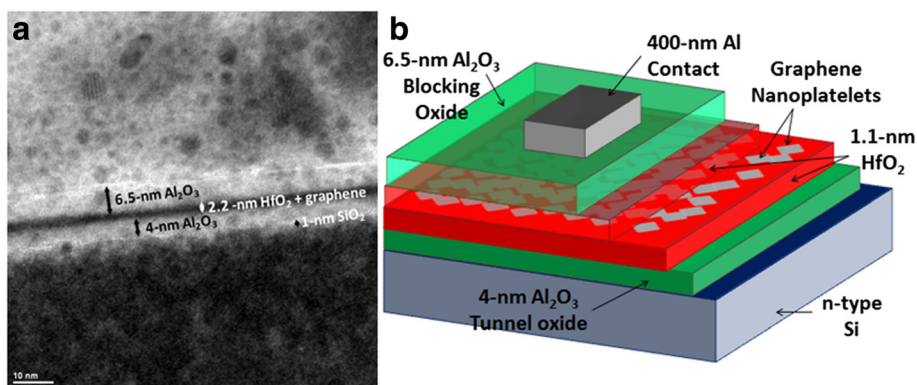 a
6.5-nm Al₂O₃
2.2 -nm HfO₂ + graphene
4-nm Al₂O₃
1-nm SiO₂
10 nm
b
6.5-nm Al₂O₃
Blocking
Oxide
400-nm Al
Contact
Graphene
Nanoplatelets
1.1-nm
HfO₂
4-nm Al₂O₃
Tunnel oxide
n-type
Si